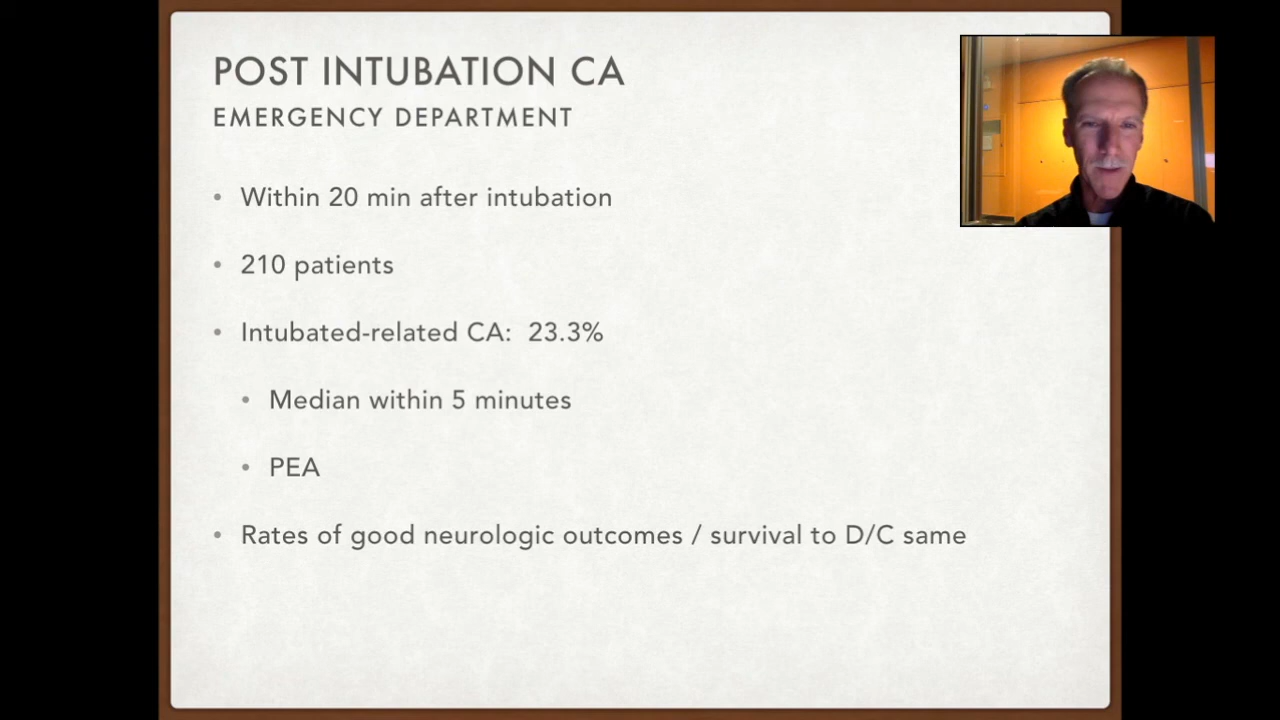 POST INTUBATION CA
EMERGENCY DEPARTMENT
• Within 20 min after intubation
• 210 patients
• Intubated-related CA: 23.3%
• Median within 5 minutes
• PEA
• Rates of good neurologic outcomes / survival to D/C same